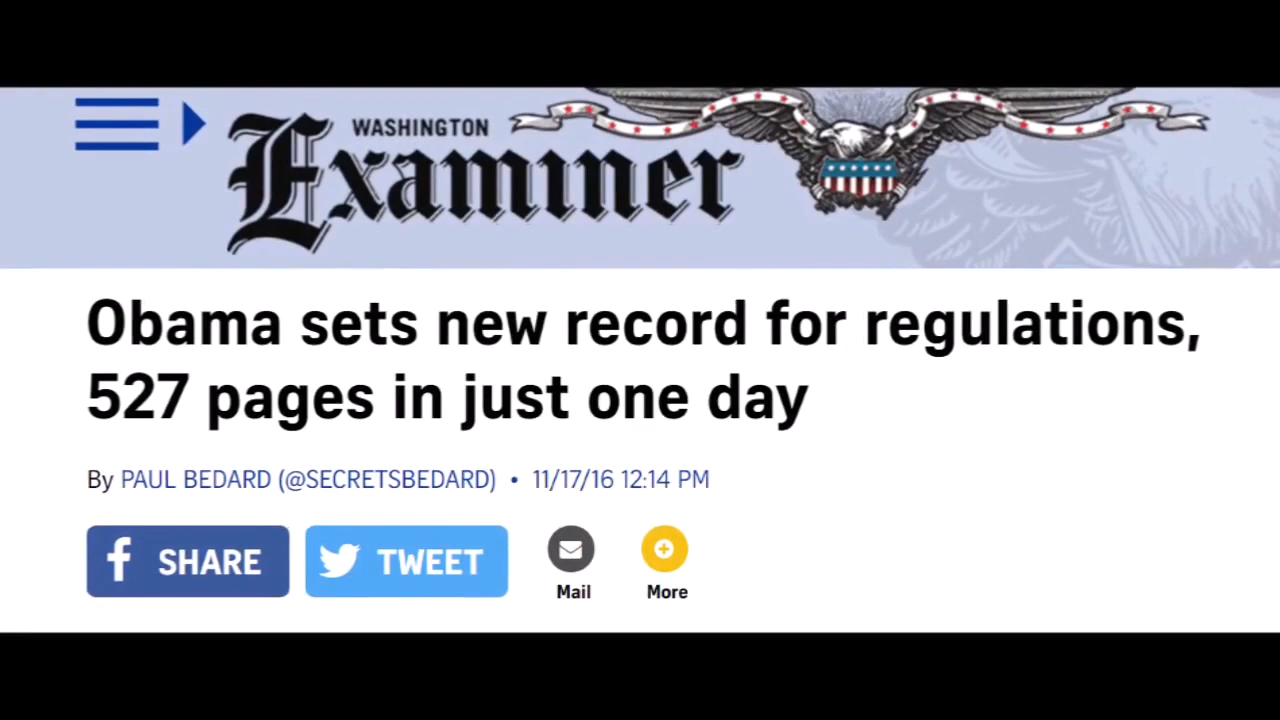 WASHINGTON
Examiner
Obama sets new record for regulations,
527 pages in just one day
By PAUL BEDARD (@SECRETSBEDARD) • 11/17/16 12:14 PM
SHARE
TWEET
Mail
More